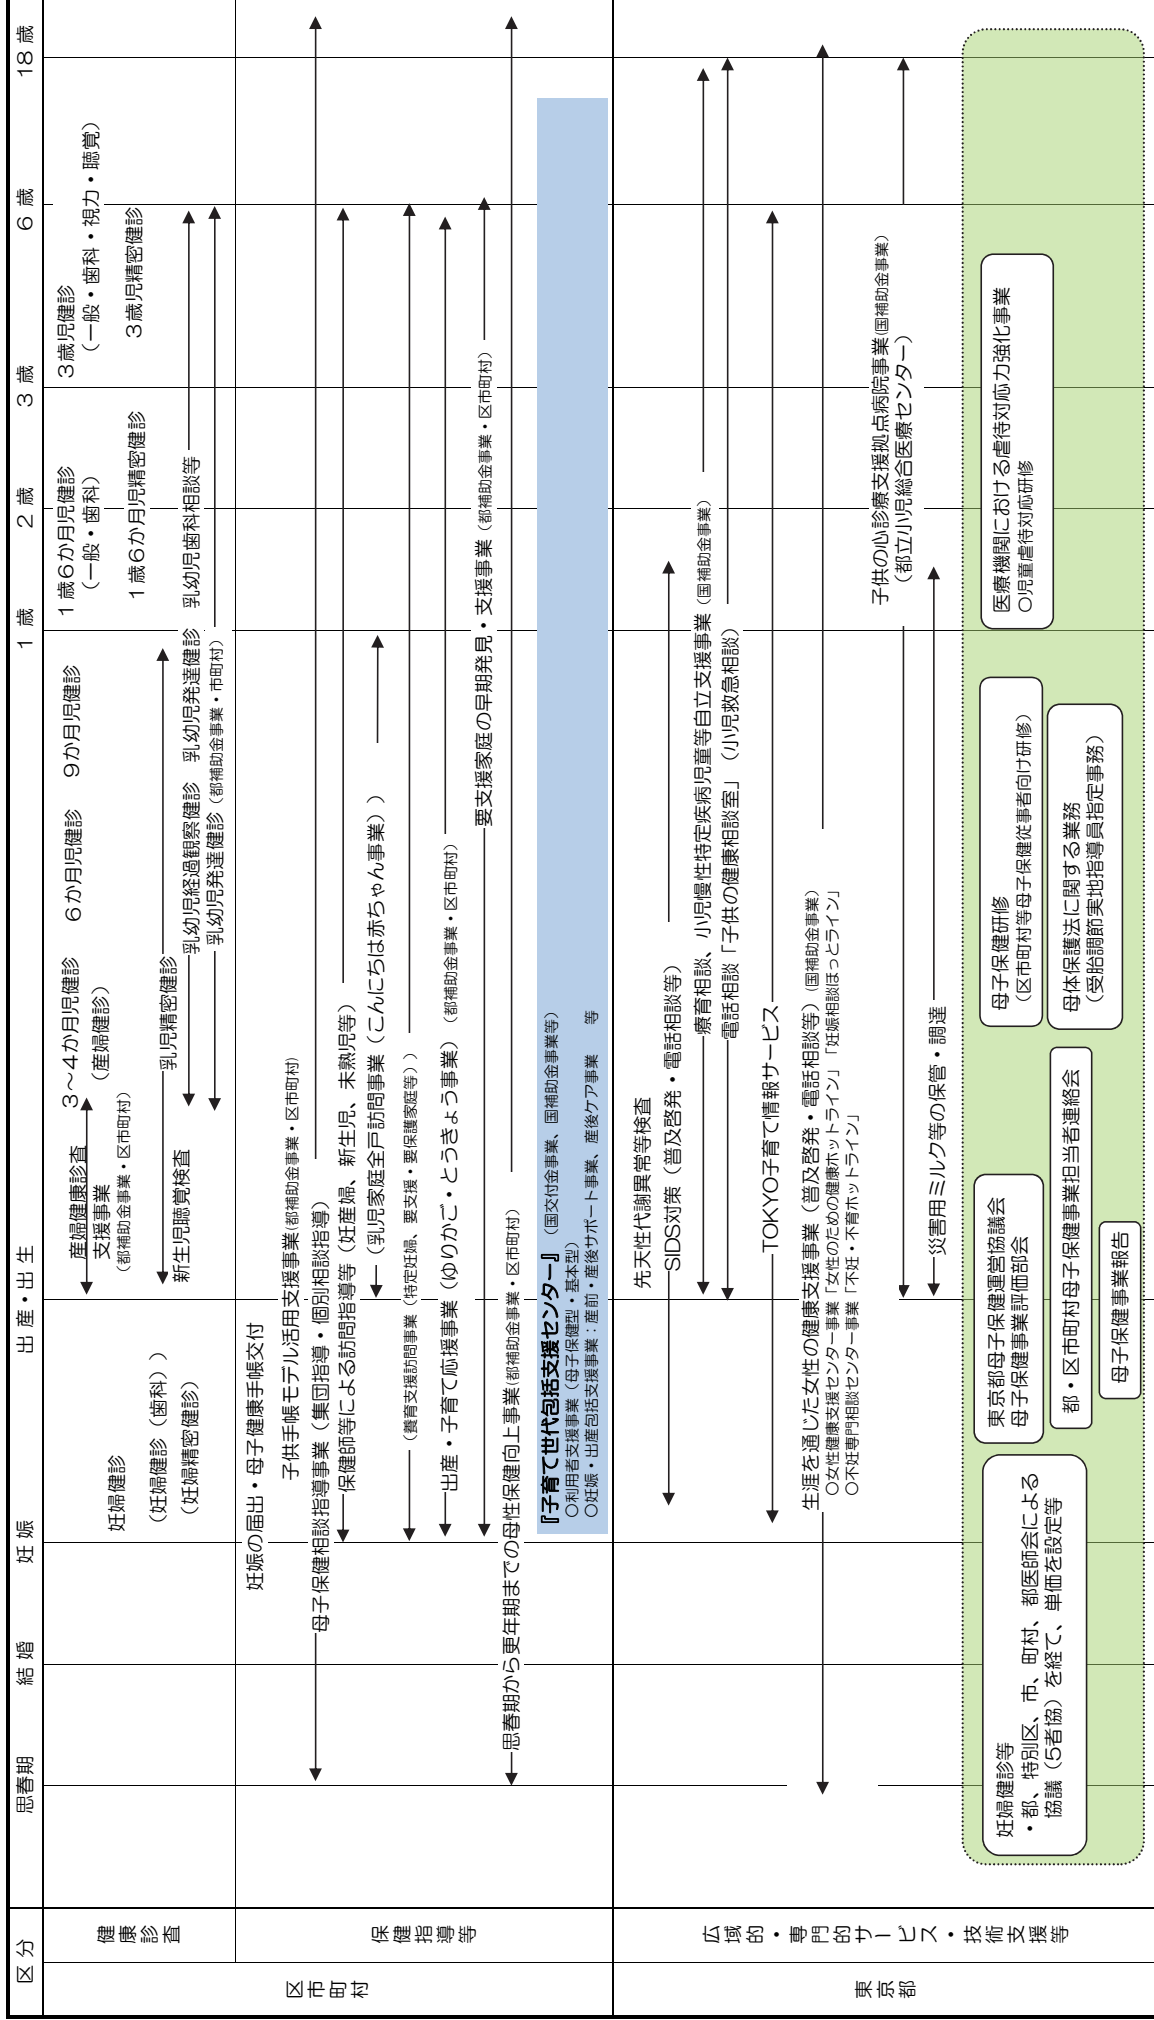 区分
思春期
結婚
妊娠
出産・出生
1歳
2歳
3歳
6歳
18歳
区市町村
健康診査
妊婦健診
（妊婦健診（歯科））
（妊婦精密健診）
産婦健康診査
支援事業
（都補助金事業・区市町村）
新生児聴覚検査
3～4か月児健診
（産婦健診）
6か月児健診
9か月児健診
乳児精密健診
乳幼児経過観察健診
乳幼児発達健診
乳幼児発達健診（都補助金事業・市町村）
1歳6か月児健診
（一般・歯科）
1歳6か月児精密健診
乳幼児歯科相談等
3歳児健診
（一般・歯科・視力・聴覚）
3歳児精密健診
保健指導等
妊娠の届出・母子健康手帳交付
子供手帳モデル活用支援事業(都補助金事業・区市町村)
母子保健相談指導事業（集団指導・個別相談指導）
保健師等による訪問指導等（妊産婦、新生児、未熟児等）
（乳児家庭全戸訪問事業（こんにちは赤ちゃん事業））
（養育支援訪問事業（特定妊婦、要支援・要保護家庭等））
出産・子育て応援事業（ゆりかご・とうきょう事業）（都補助金事業・区市町村）
要支援家庭の早期発見・支援事業（都補助金事業・区市町村）
思春期から更年期までの母性保健向上事業(都補助金事業・区市町村)
『子育て世代包括支援センター』（国交付金事業、国補助金事業等）
○利用者支援事業（母子保健型・基本型）
○妊娠・出産包括支援事業：産前・産後サポート事業、産後ケア事業　等
東京都
広域的・専門的サービス・技術支援等
先天性代謝異常等検査
SIDS対策（普及啓発・電話相談等）
療育相談、小児慢性特定疾病児童等自立支援事業（国補助金事業）
電話相談「子供の健康相談室」（小児救急相談）
TOKYO子育て情報サービス
生涯を通じた女性の健康支援事業（普及啓発・電話相談等）(国補助金事業)
○女性健康支援センター事業「女性のための健康ホットライン」「妊娠相談ほっとライン」
○不妊専門相談センター事業「不妊・不育ホットライン」
子供の心診療支援拠点病院事業(国補助金事業)
（都立小児総合医療センター）
災害用ミルク等の保管・調達
妊婦健診等
・都、特別区、市、町村、都医師会による
協議（5者協）を経て、単価を設定等
東京都母子保健運営協議会
母子保健事業評価部会
都・区市町村母子保健事業担当者連絡会
母子保健事業報告
母子保健研修
（区市町村等母子保健従事者向け研修）
母体保護法に関する業務
（受胎調節実地指導員指定事務）
医療機関における虐待対応力強化事業
○児童虐待対応研修